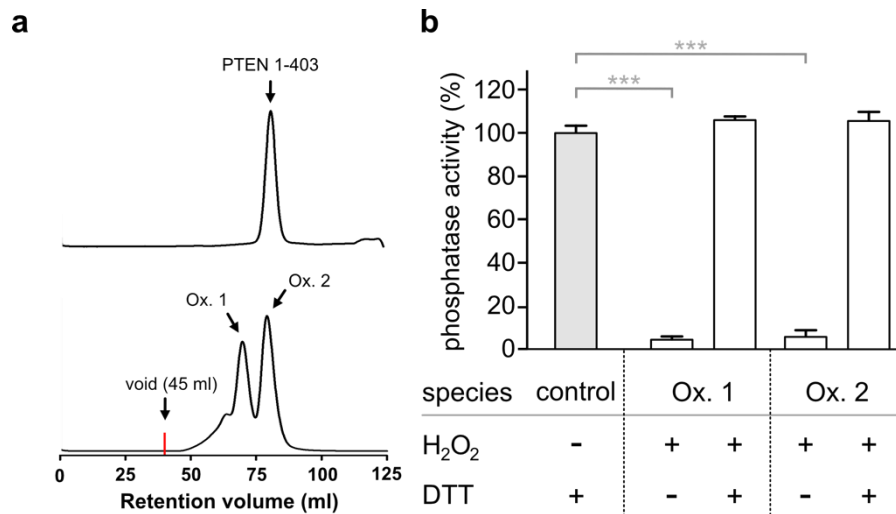 a
PTEN 1-403
Ox. 1
Ox. 2
void (45 ml)
0 25 50 75 100 125
Retention volume (ml)
b
*** 
***
phosphatase activity (%)
120
100
80
60
40
20
0
species control Ox. 1 Ox. 2
H₂O₂ - + + + +
DTT + - + - +